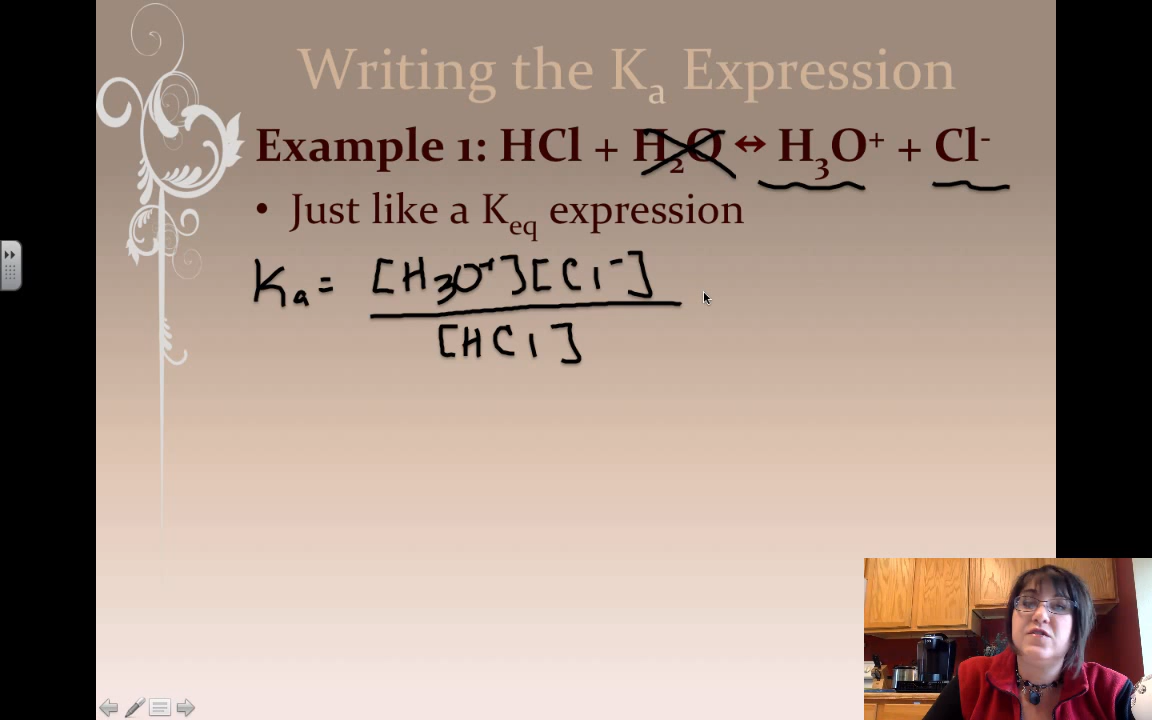 Writing the Kₐ Expression
Example 1: HCl + H₂O ↔ H₃O⁺ + Cl⁻
• Just like a Keq expression
Ka = [H₃O⁺][Cl⁻]
[HCl]